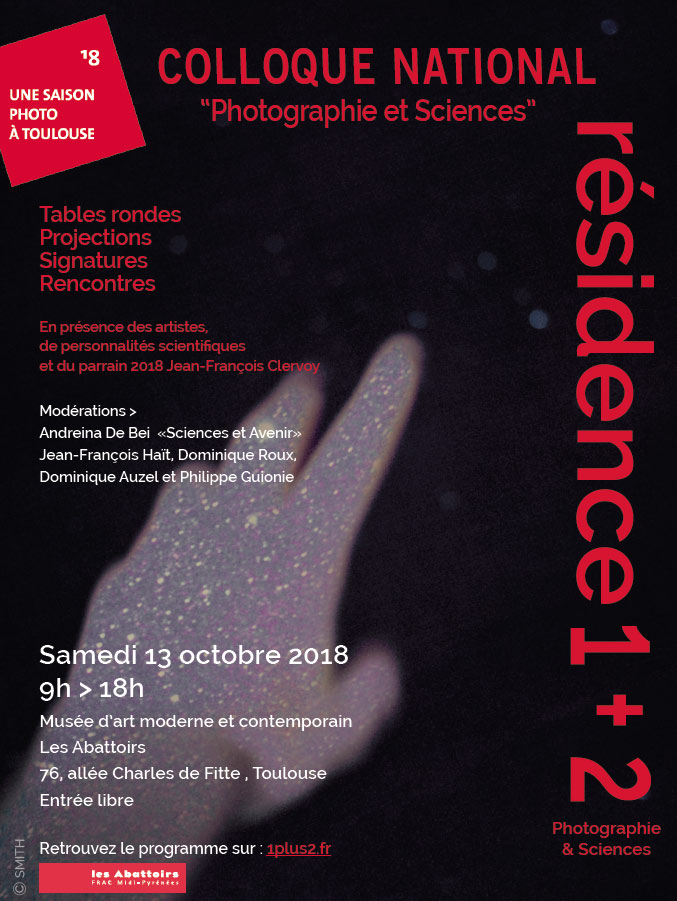 18
UNE SAISON
PHOTO
À TOULOUSE
COLLOQUE NATIONAL
“Photographie et Sciences”
résidence 1 + 2
Tables rondes
Projections
Signatures
Rencontres
En présence des artistes,
de personnalités scientifiques
et du parrain 2018 Jean-François Clervoy
Modérations >
Andreina De Bei «Sciences et Avenir»
Jean-François Haït, Dominique Roux,
Dominique Auzel et Philippe Guionie
Samedi 13 octobre 2018
9h > 18h
Musée d'art moderne et contemporain
Les Abattoirs
76, allée Charles de Fitte , Toulouse
Entrée libre
Photographie
& Sciences
Retrouvez le programme sur : 1plus2.fr
les Abattoirs
FRAC Midi-Pyrénées
© SMITH